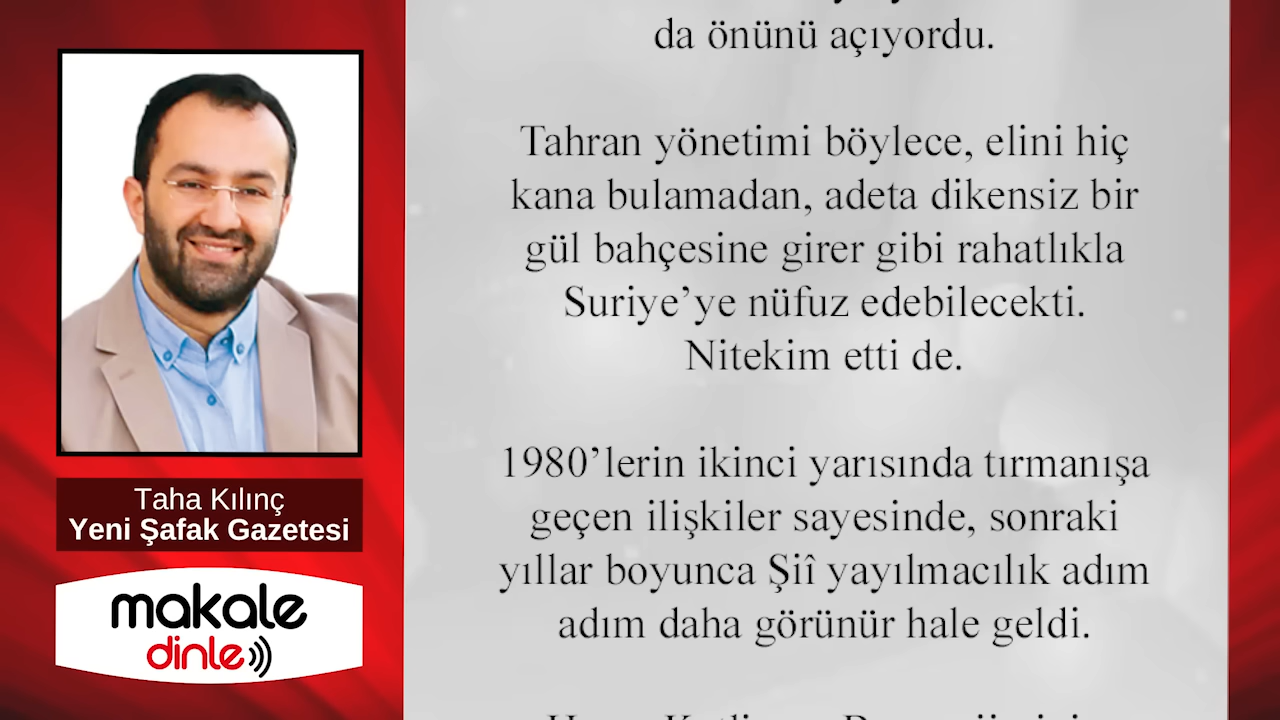 da önünü açıyordu.
Tahran yönetimi böylece, elini hiç
kana bulamadan, adeta dikensiz bir
gül bahçesine girer gibi rahatlıkla
Suriye’ye nüfuz edebilecekti.
Nitekim etti de.
1980’lerin ikinci yarısında tırmanışa
geçen ilişkiler sayesinde, sonraki
yıllar boyunca Şiî yayılmacılık adım
adım daha görünür hale geldi.
Taha Kılınç
Yeni Şafak Gazetesi
makale
dinle